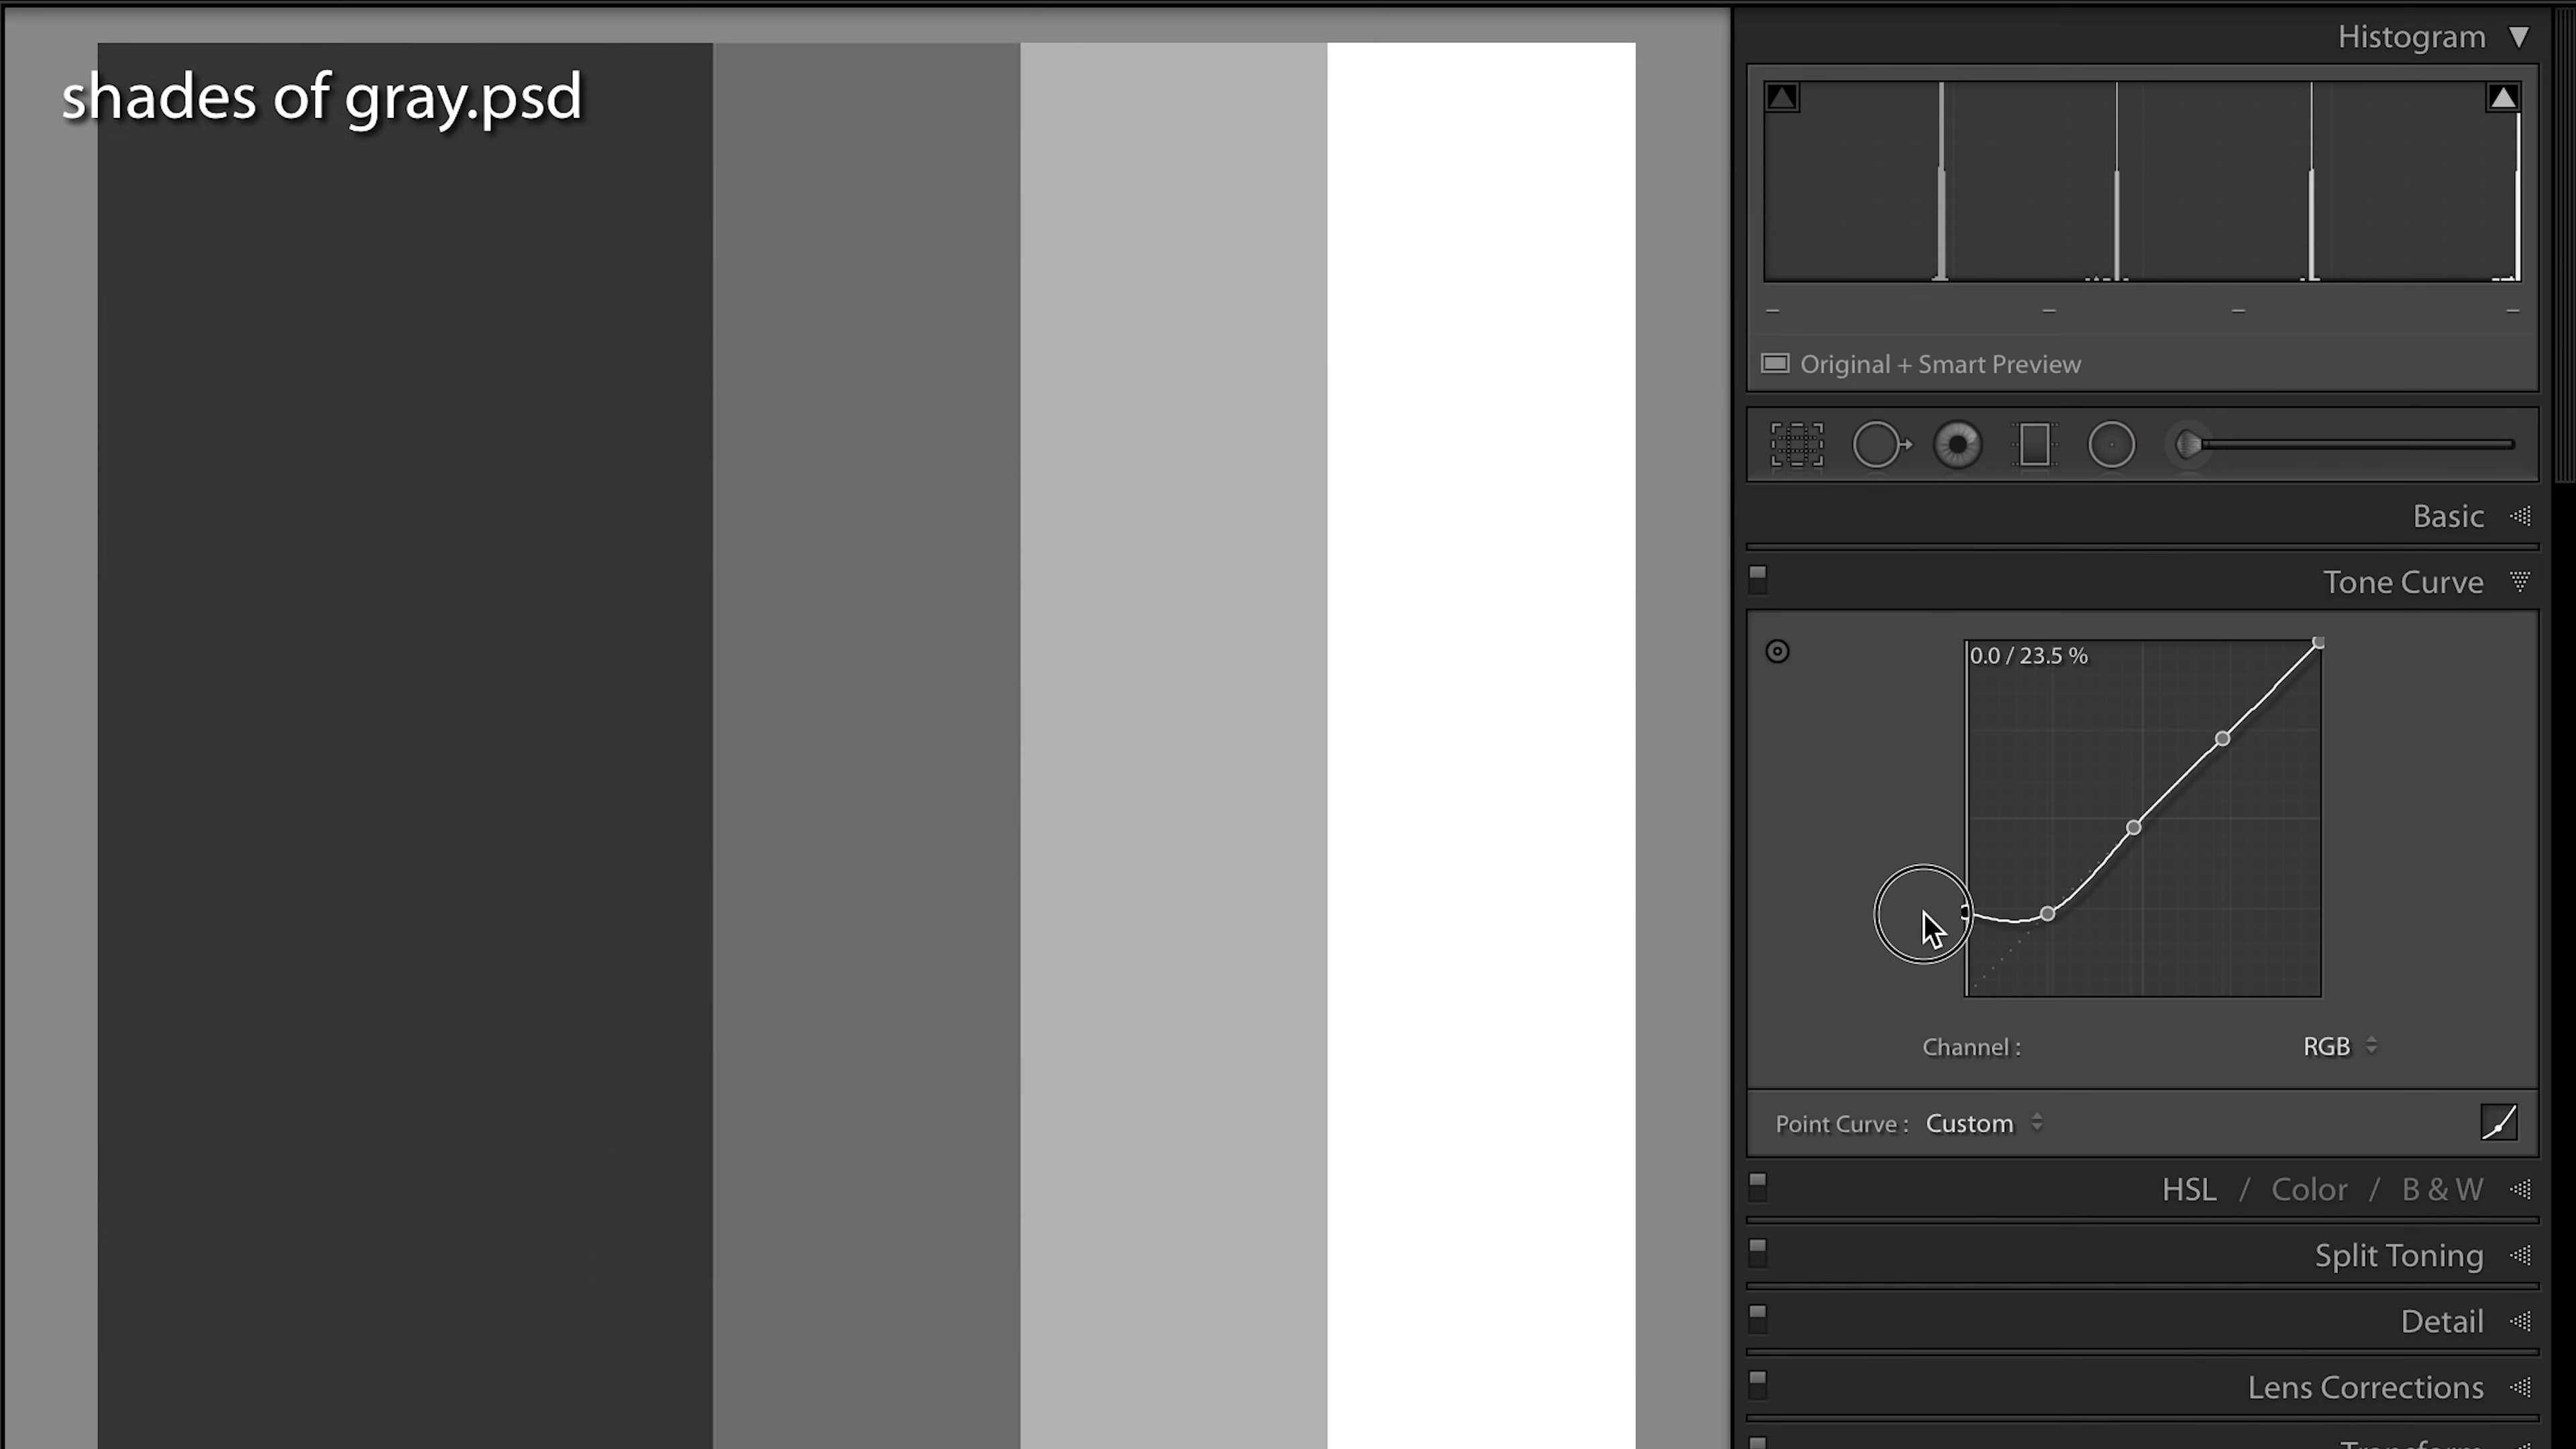 shades of gray.psd
Histogram
Original + Smart Preview
Basic
Tone Curve
0.0 / 23.5 %
Channel : RGB
Point Curve : Custom
HSL / Color / B & W
Split Toning
Detail
Lens Corrections